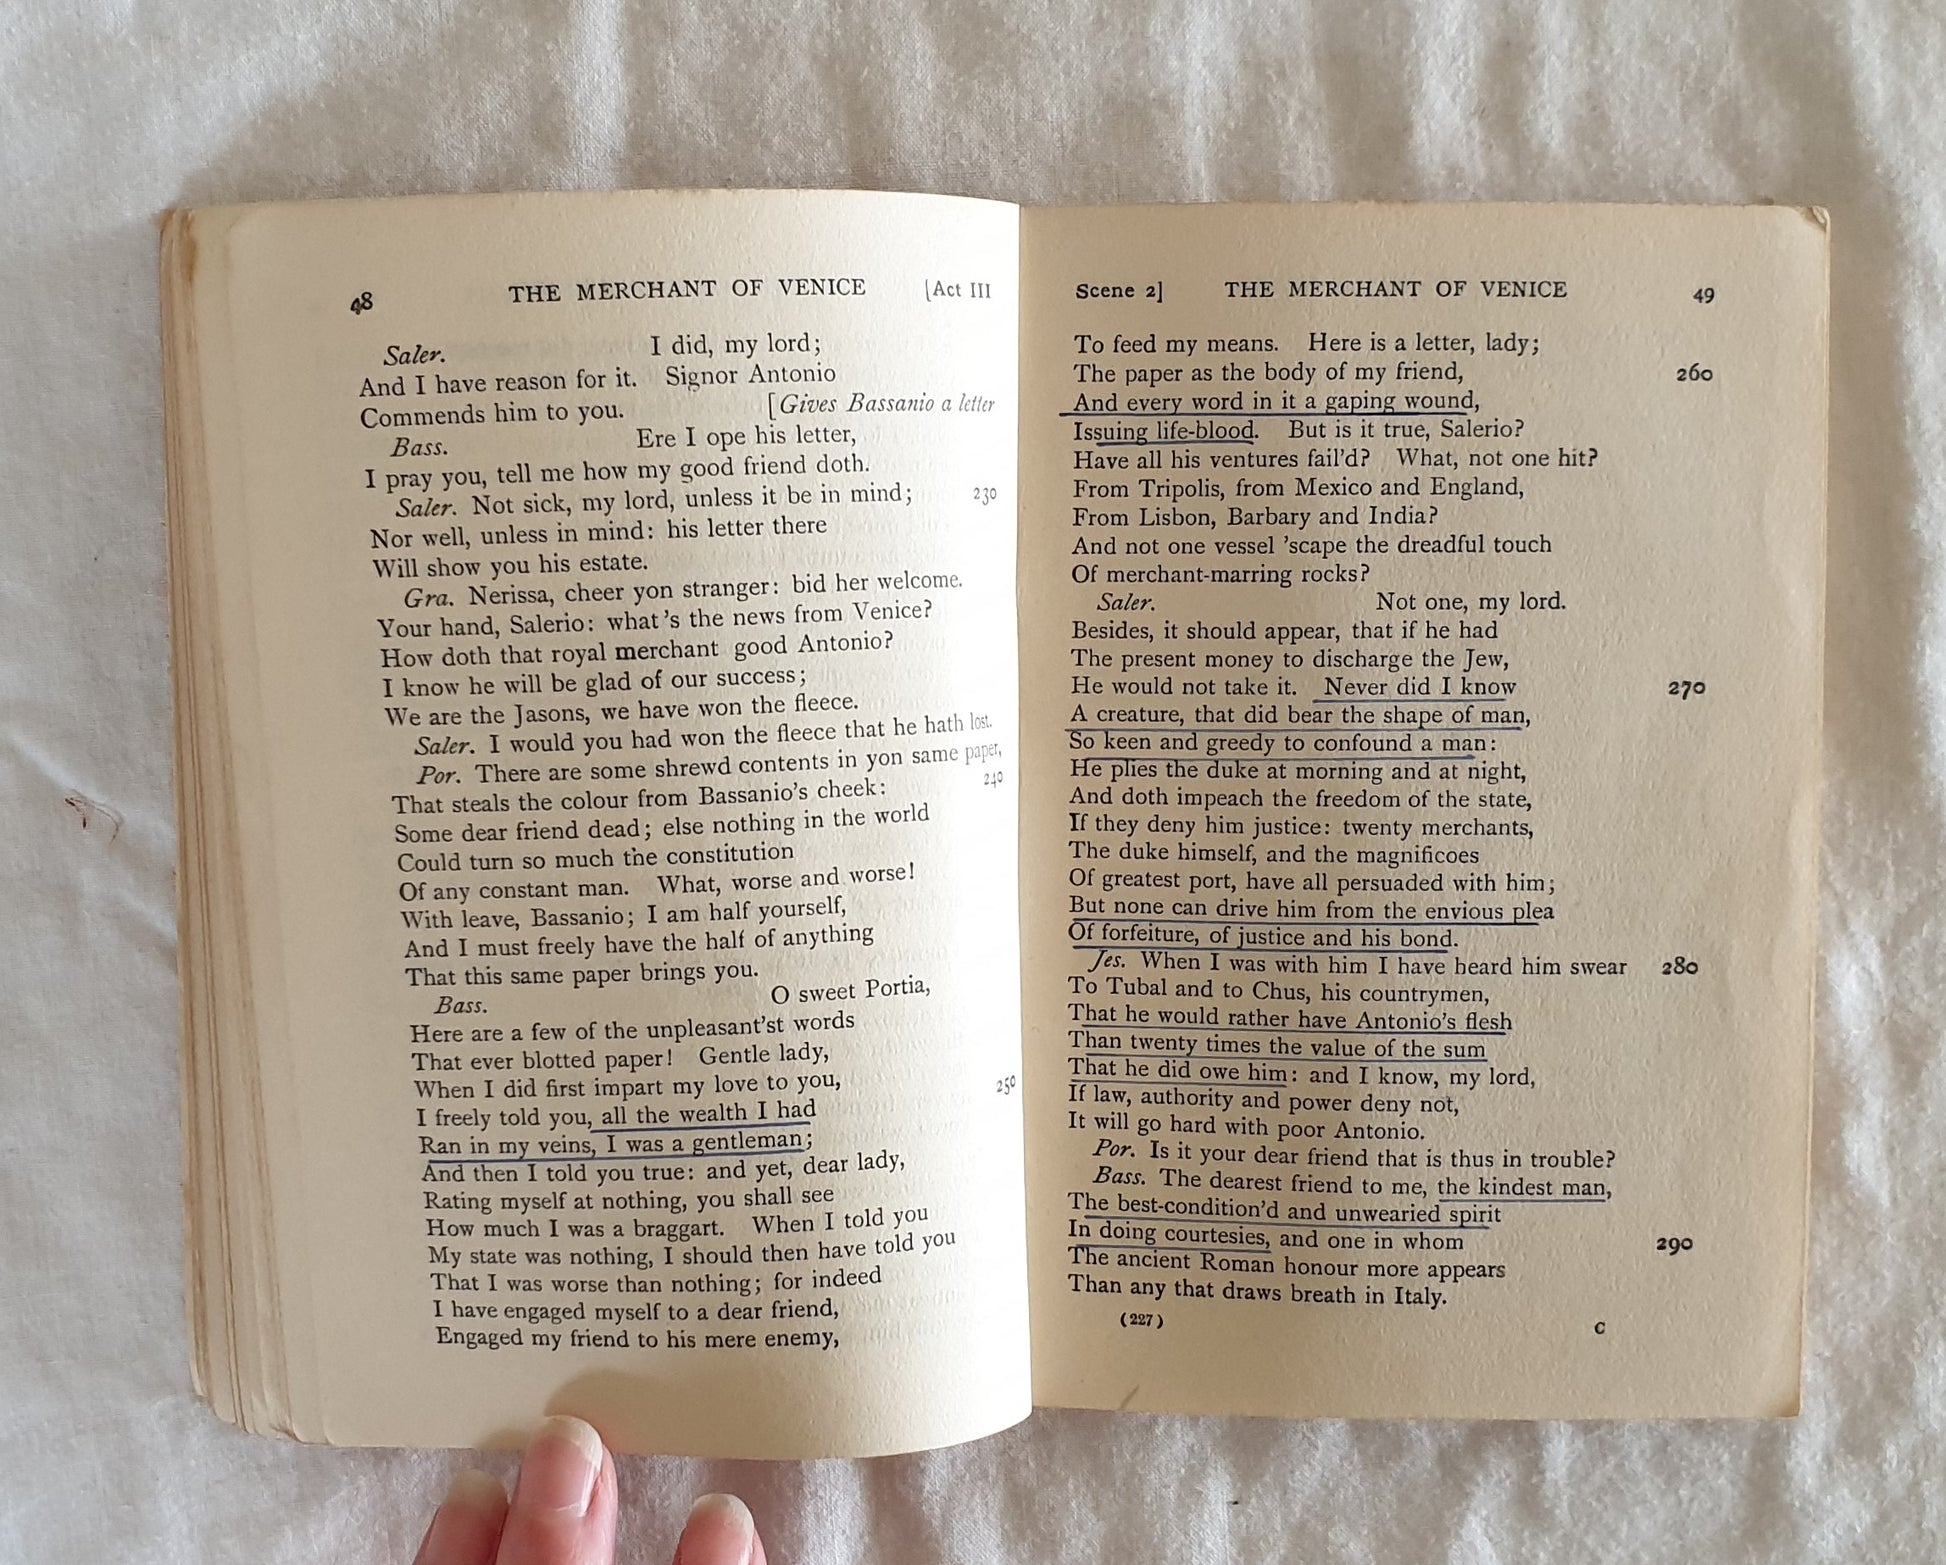 48 THE MERCHANT OF VENICE [Act III
Saler. I did, my lord;
And I have reason for it. Signor Antonio
Commends him to you. [Gives Bassanio a letter
Bass. Ere I ope his letter,
I pray you, tell me how my good friend doth.
Saler. Not sick, my lord, unless it be in mind; 230
Nor well, unless in mind: his letter there
Will show you his estate.
Gra. Nerissa, cheer yon stranger: bid her welcome.
Your hand, Salerio: what's the news from Venice?
How doth that royal merchant good Antonio?
I know he will be glad of our success;
We are the Jasons, we have won the fleece.
Saler. I would you had won the fleece that he hath lost.
Por. There are some shrewd contents in yon same paper,
That steals the colour from Bassanio's cheek: 240
Some dear friend dead; else nothing in the world
Could turn so much the constitution
Of any constant man. What, worse and worse!
With leave, Bassanio; I am half yourself,
And I must freely have the half of anything
That this same paper brings you.
Bass. O sweet Portia,
Here are a few of the unpleasant'st words
That ever blotted paper! Gentle lady,
When I did first impart my love to you, 250
I freely told you, all the wealth I had
Ran in my veins, I was a gentleman;
And then I told you true: and yet, dear lady,
Rating myself at nothing, you shall see
How much I was a braggart. When I told you
My state was nothing, I should then have told you
That I was worse than nothing; for indeed
I have engaged myself to a dear friend,
Engaged my friend to his mere enemy,
Scene 2] THE MERCHANT OF VENICE 49
To feed my means. Here is a letter, lady;
The paper as the body of my friend, 260
And every word in it a gaping wound,
Issuing life-blood. But is it true, Salerio?
Have all his ventures fail'd? What, not one hit?
From Tripolis, from Mexico and England,
From Lisbon, Barbary and India?
And not one vessel 'scape the dreadful touch
Of merchant-marring rocks?
Saler. Not one, my lord.
Besides, it should appear, that if he had
The present money to discharge the Jew,
He would not take it. Never did I know 270
A creature, that did bear the shape of man,
So keen and greedy to confound a man:
He plies the duke at morning and at night,
And doth impeach the freedom of the state,
If they deny him justice: twenty merchants,
The duke himself, and the magnificoes
Of greatest port, have all persuaded with him;
But none can drive him from the envious plea
Of forfeiture, of justice and his bond.
Jes. When I was with him I have heard him swear 280
To Tubal and to Chus, his countrymen,
That he would rather have Antonio's flesh
Than twenty times the value of the sum
That he did owe him: and I know, my lord,
If law, authority and power deny not,
It will go hard with poor Antonio.
Por. Is it your dear friend that is thus in trouble?
Bass. The dearest friend to me, the kindest man,
The best-condition'd and unwearied spirit
In doing courtesies, and one in whom 290
The ancient Roman honour more appears
Than any that draws breath in Italy.
(227) C